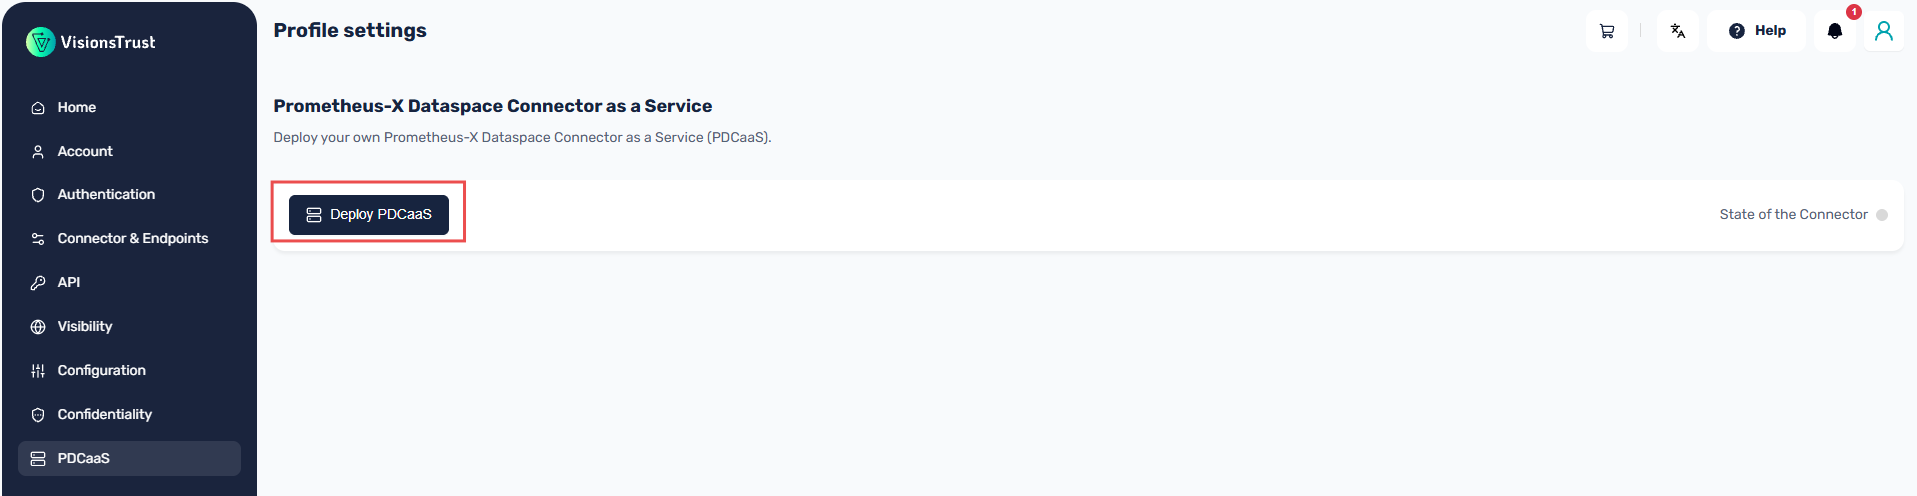 VisionsTrust
Home
Account
Authentication
Connector & Endpoints
API
Visibility
Configuration
Confidentiality
PDCaaS
Profile settings
Help
1
Prometheus-X Dataspace Connector as a Service
Deploy your own Prometheus-X Dataspace Connector as a Service (PDCaaS).
Deploy PDCaaS
State of the Connector